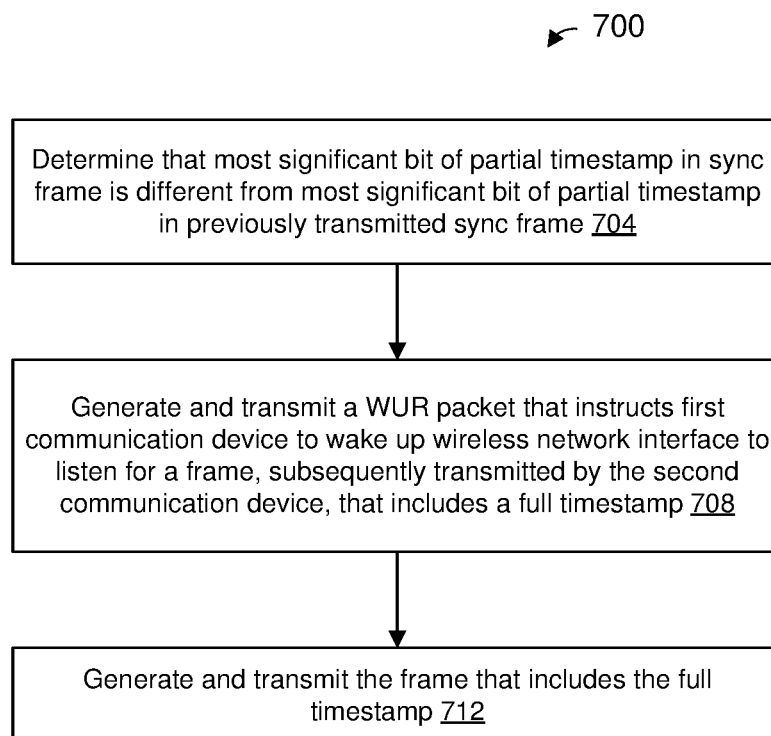 700
Determine that most significant bit of partial timestamp in sync
frame is different from most significant bit of partial timestamp
in previously transmitted sync frame 704
Generate and transmit a WUR packet that instructs first
communication device to wake up wireless network interface to
listen for a frame, subsequently transmitted by the second
communication device, that includes a full timestamp 708
Generate and transmit the frame that includes the full
timestamp 712